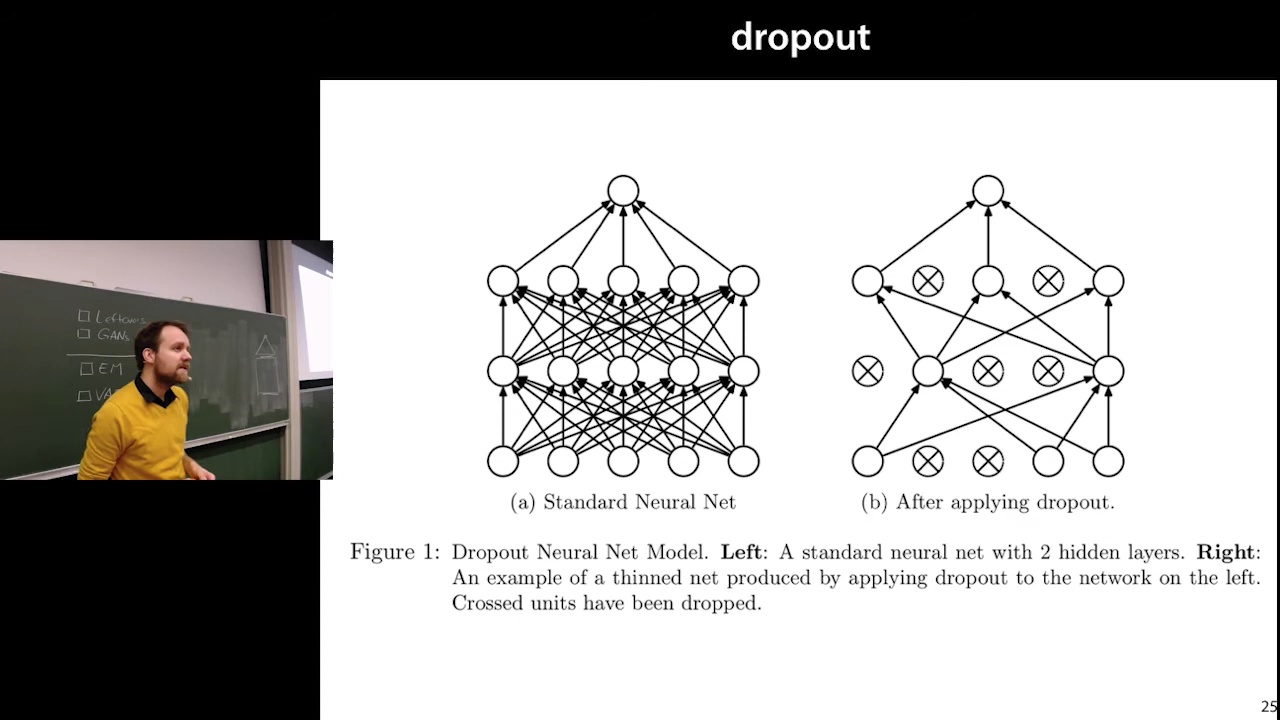 dropout
Leftovers
GANs
EM
(a) Standard Neural Net
(b) After applying dropout.
Figure 1: Dropout Neural Net Model. Left: A standard neural net with 2 hidden layers. Right:
An example of a thinned net produced by applying dropout to the network on the left.
Crossed units have been dropped.
25